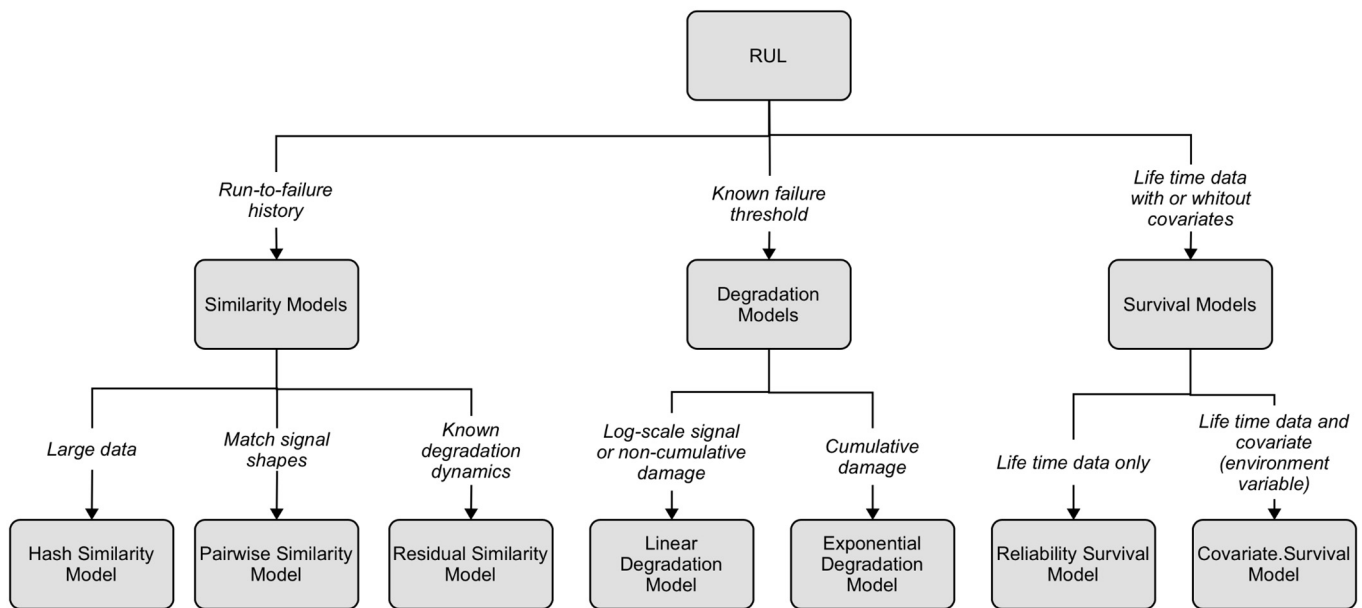 RUL
Run-to-failure
history
Known failure
threshold
Life time data
with or whitout
covariates
Similarity Models
Degradation
Models
Survival Models
Large data
Match signal
shapes
Known
degradation
dynamics
Log-scale signal
or non-cumulative
damage
Cumulative
damage
Life time data only
Life time data and
covariate
(environment
variable)
Hash Similarity
Model
Pairwise Similarity
Model
Residual Similarity
Model
Linear
Degradation
Model
Exponential
Degradation
Model
Reliability Survival
Model
Covariate.Survival
Model